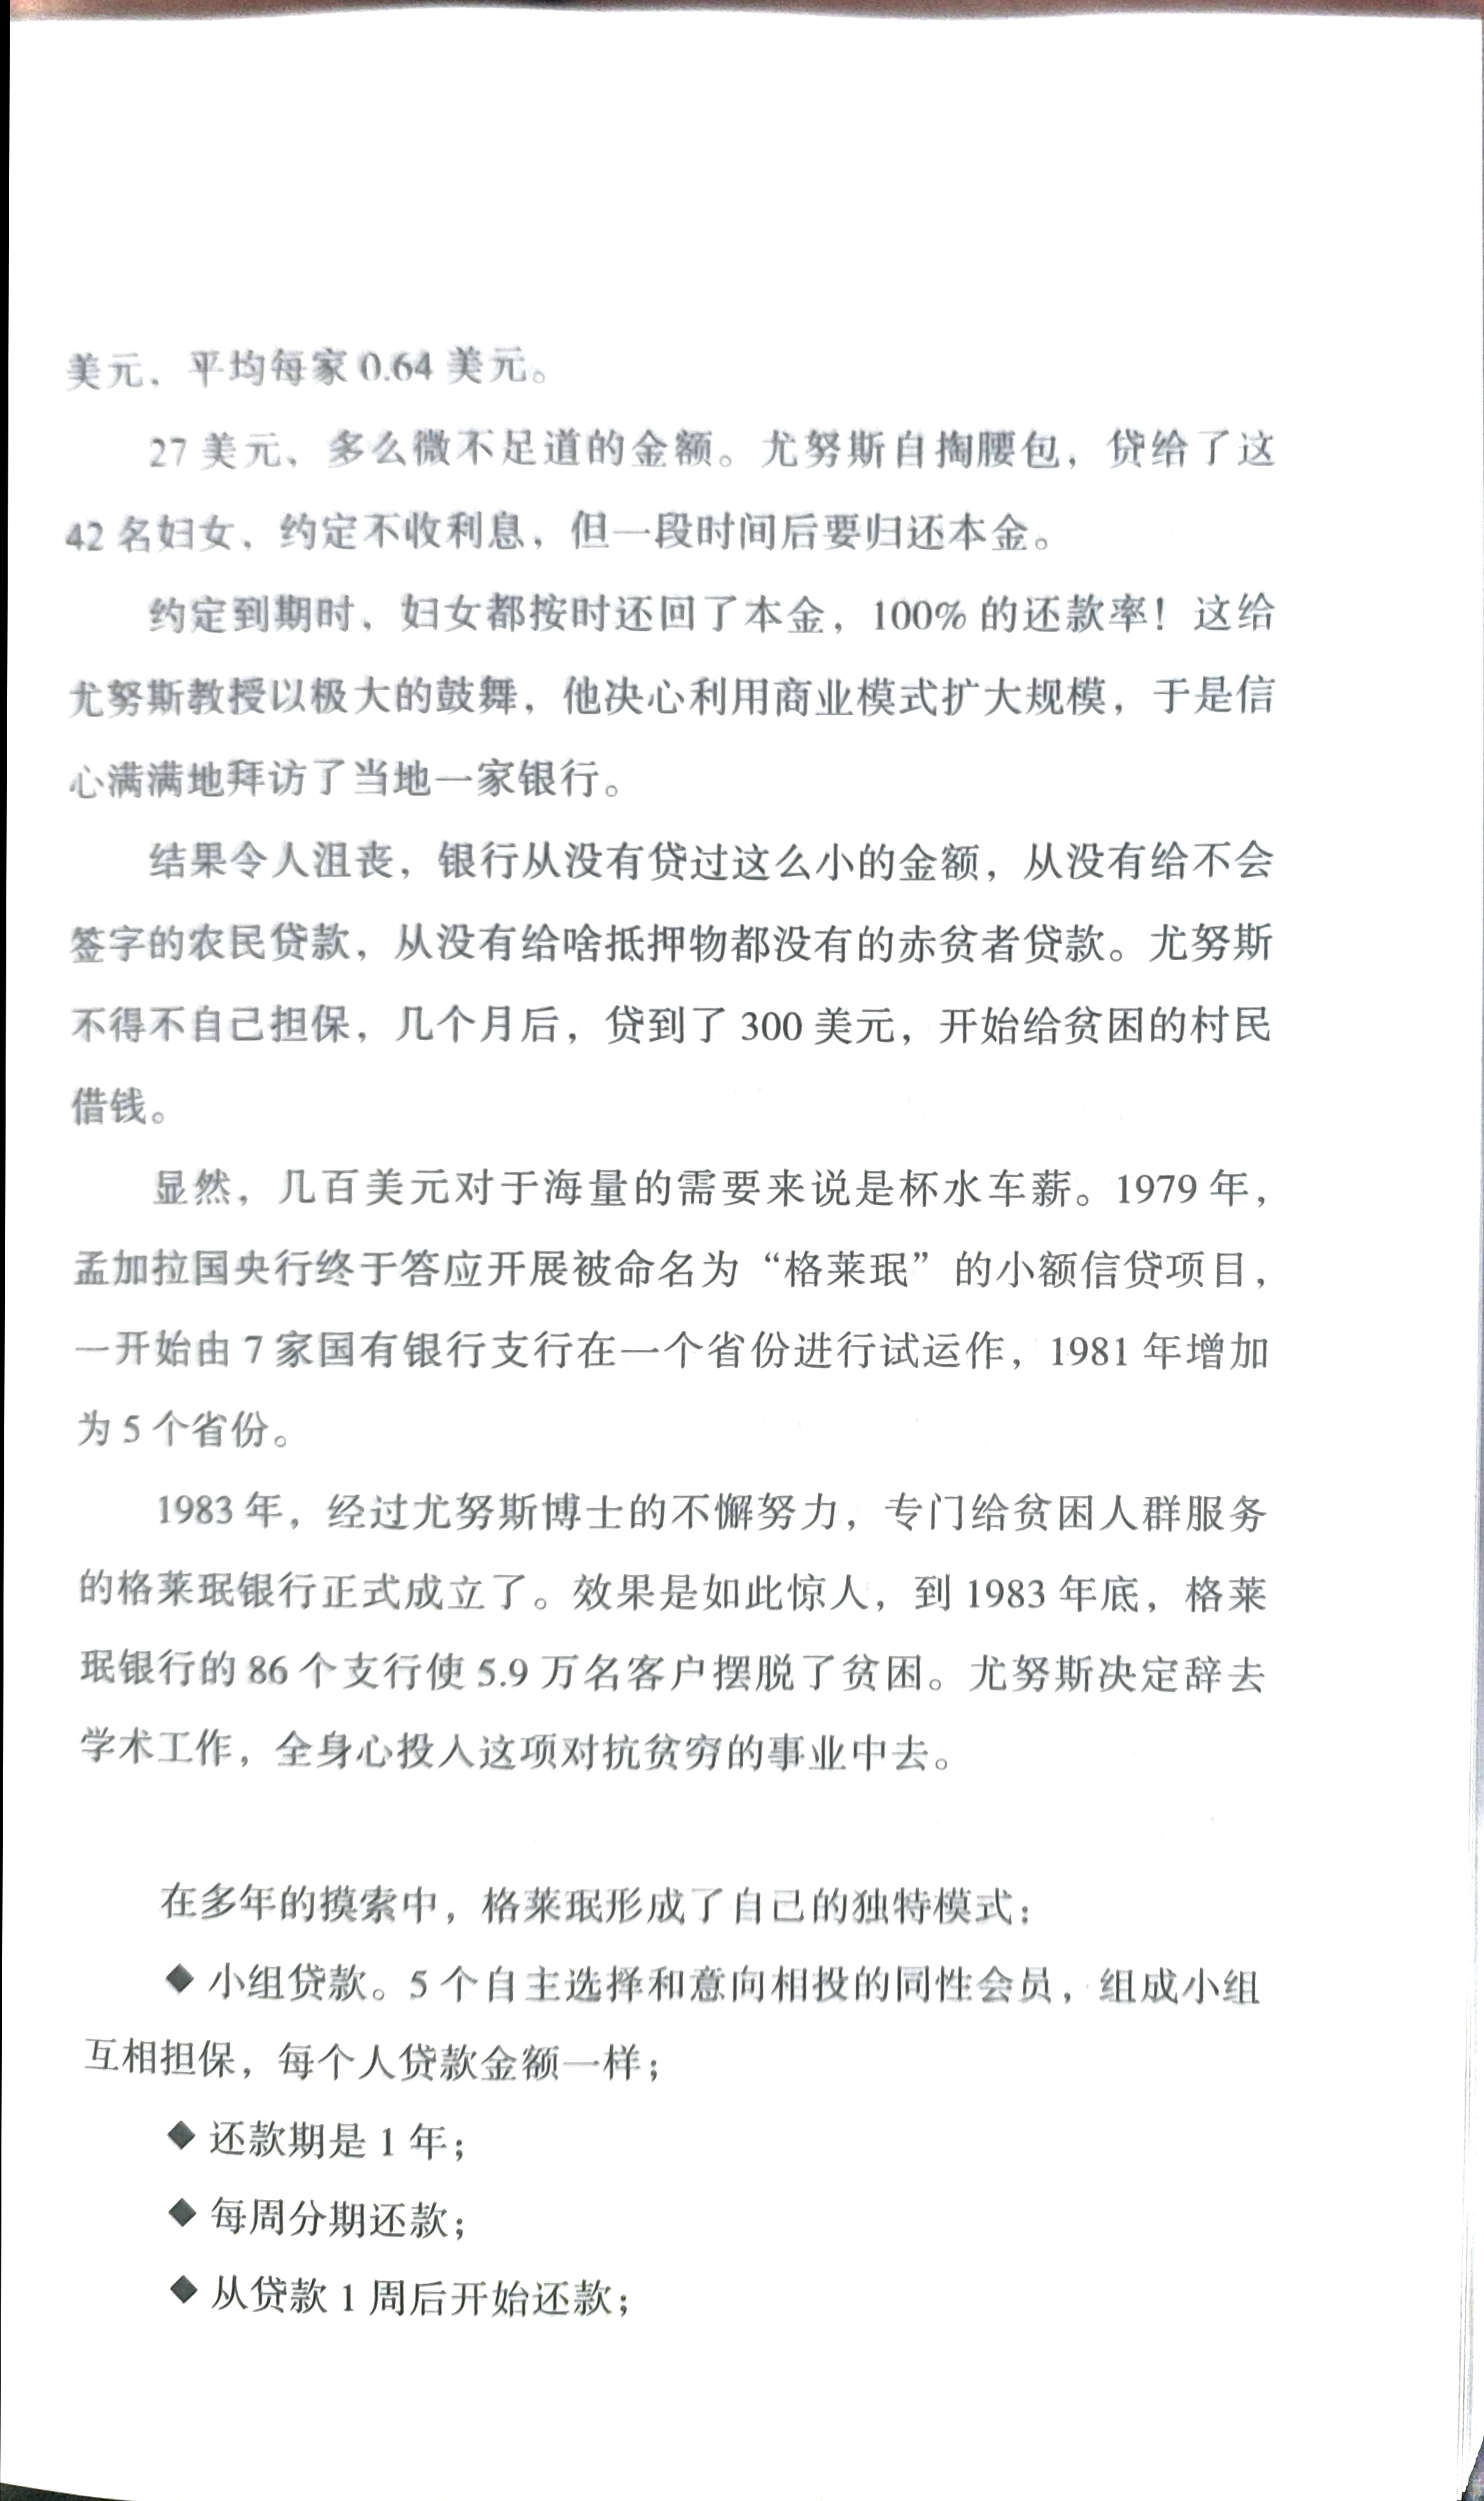 美元，平均每家 0.64 美元。
27 美元，多么微不足道的金额。尤努斯自掏腰包，贷给了这
42 名妇女，约定不收利息，但一段时间后要归还本金。
约定到期时，妇女都按时还回了本金，100% 的还款率！这给
尤努斯教授以极大的鼓舞，他决心利用商业模式扩大规模，于是信
心满满地拜访了当地一家银行。
结果令人沮丧，银行从没有贷过这么小的金额，从没有给不会
签字的农民贷款，从没有给啥抵押物都没有的赤贫者贷款。尤努斯
不得不自己担保，几个月后，贷到了 300 美元，开始给贫困的村民
借钱。
显然，几百美元对于海量的需要来说是杯水车薪。1979 年，
孟加拉国央行终于答应开展被命名为“格莱珉”的小额信贷项目，
一开始由 7 家国有银行支行在一个省份进行试运作，1981 年增加
为 5 个省份。
1983 年，经过尤努斯博士的不懈努力，专门给贫困人群服务
的格莱珉银行正式成立了。效果是如此惊人，到 1983 年底，格莱
珉银行的 86 个支行使 5.9 万名客户摆脱了贫困。尤努斯决定辞去
学术工作，全身心投入这项对抗贫穷的事业中去。
在多年的摸索中，格莱珉形成了自己的独特模式：
◆ 小组贷款。5 个自主选择和意向相投的同性会员，组成小组
互相担保，每个人贷款金额一样；
◆ 还款期是 1 年；
◆ 每周分期还款；
◆ 从贷款 1 周后开始还款；